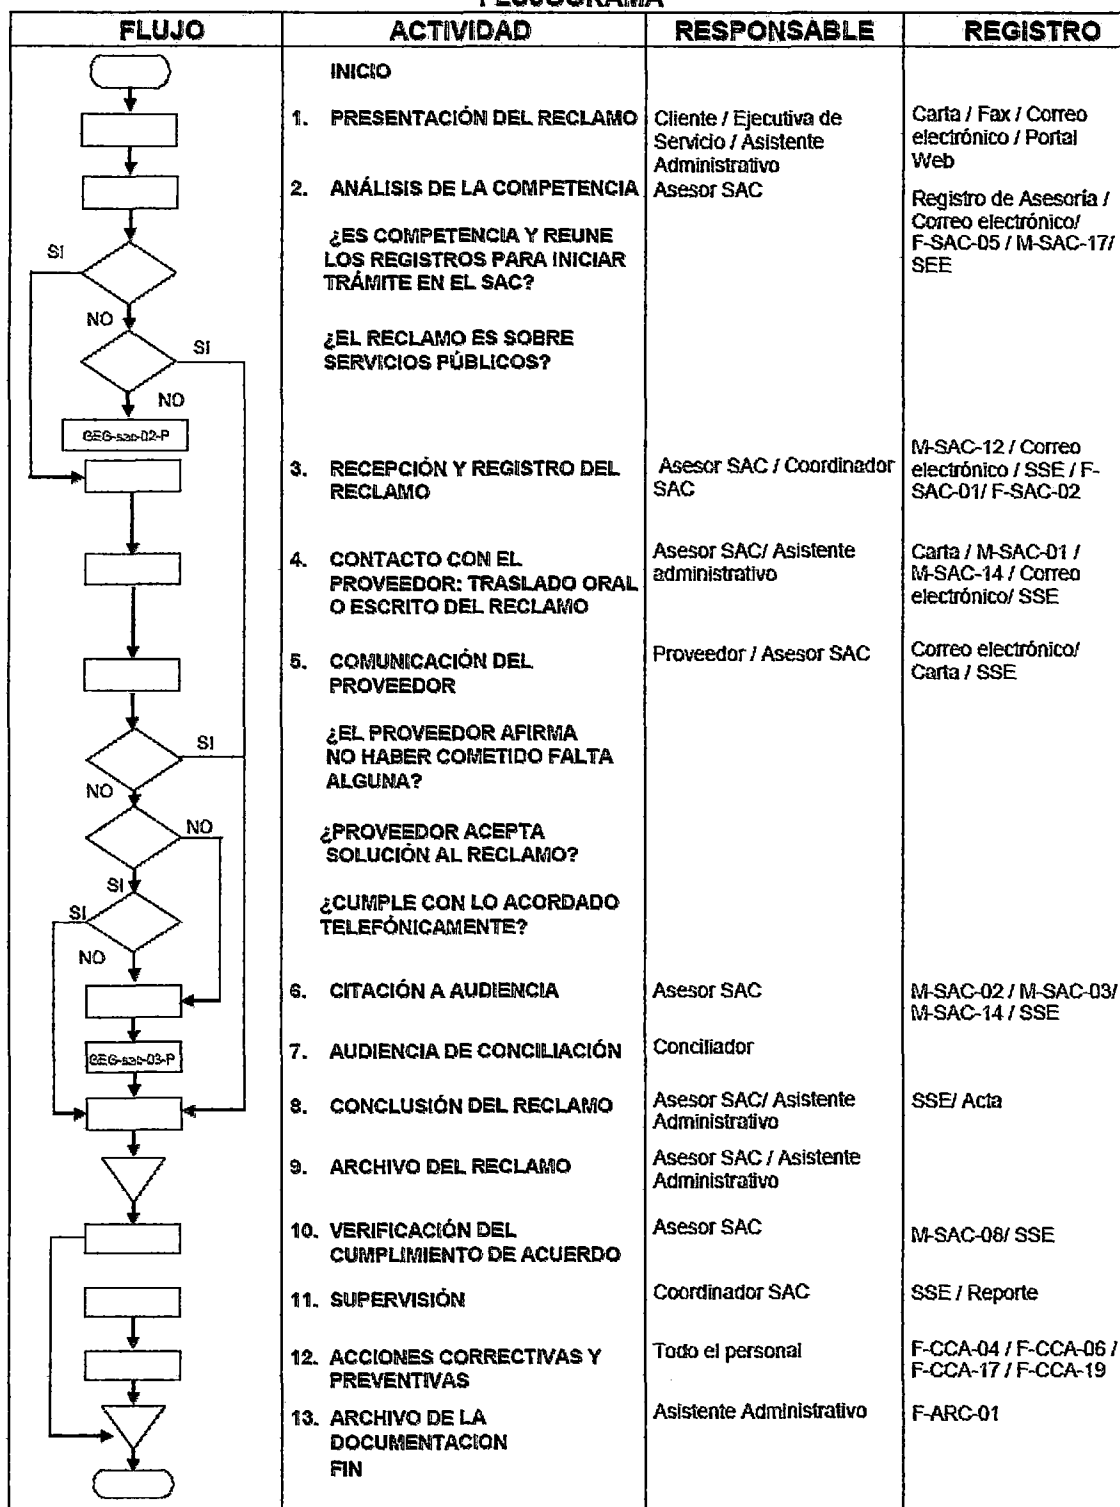 FLUJOGRAMA
FLUJO
ACTIVIDAD
RESPONSABLE
REGISTRO
INICIO
1. PRESENTACIÓN DEL RECLAMO
Cliente / Ejecutiva de
Servicio / Asistente
Administrativo
Carta / Fax / Correo
electrónico / Portal
Web
2. ANÁLISIS DE LA COMPETENCIA
Asesor SAC
Registro de Asesoría /
Correo electrónico/
F-SAC-05 / M-SAC-17/
SEE
¿ES COMPETENCIA Y REUNE
LOS REGISTROS PARA INICIAR
TRÁMITE EN EL SAC?
SI
NO
¿EL RECLAMO ES SOBRE
SERVICIOS PÚBLICOS?
SI
NO
GEG-sac-02-P
3. RECEPCIÓN Y REGISTRO DEL
RECLAMO
Asesor SAC / Coordinador
SAC
M-SAC-12 / Correo
electrónico / SSE / F-
SAC-01/ F-SAC-02
4. CONTACTO CON EL
PROVEEDOR: TRASLADO ORAL
O ESCRITO DEL RECLAMO
Asesor SAC/ Asistente
administrativo
Carta / M-SAC-01 /
M-SAC-14 / Correo
electrónico/ SSE
5. COMUNICACIÓN DEL
PROVEEDOR
Proveedor / Asesor SAC
Correo electrónico/
Carta / SSE
¿EL PROVEEDOR AFIRMA
NO HABER COMETIDO FALTA
ALGUNA?
SI
NO
¿PROVEEDOR ACEPTA
SOLUCIÓN AL RECLAMO?
NO
SI
¿CUMPLE CON LO ACORDADO
TELEFÓNICAMENTE?
SI
NO
6. CITACIÓN A AUDIENCIA
Asesor SAC
M-SAC-02 / M-SAC-03/
M-SAC-14 / SSE
GEG-sac-03-P
7. AUDIENCIA DE CONCILIACIÓN
Conciliador
8. CONCLUSIÓN DEL RECLAMO
Asesor SAC/ Asistente
Administrativo
SSE/ Acta
9. ARCHIVO DEL RECLAMO
Asesor SAC / Asistente
Administrativo
10. VERIFICACIÓN DEL
CUMPLIMIENTO DE ACUERDO
Asesor SAC
M-SAC-08/ SSE
11. SUPERVISIÓN
Coordinador SAC
SSE / Reporte
12. ACCIONES CORRECTIVAS Y
PREVENTIVAS
Todo el personal
F-CCA-04 / F-CCA-06 /
F-CCA-17 / F-CCA-19
13. ARCHIVO DE LA
DOCUMENTACION
Asistente Administrativo
F-ARC-01
FIN